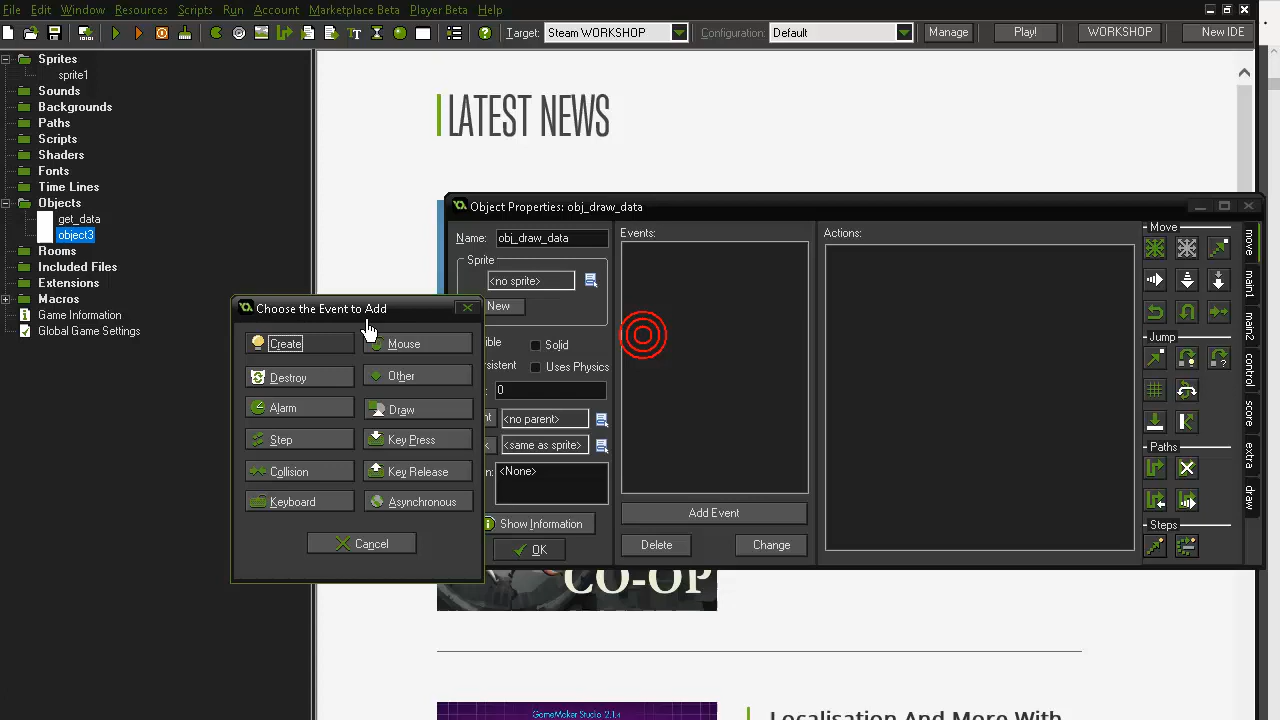 File Edit Window Resources Scripts Run Account Marketplace Beta Player Beta Help
Target: Steam WORKSHOP Configuration: Default Manage Play! WORKSHOP New IDE
Sprites
sprite1
Sounds
Backgrounds
Paths
Scripts
Shaders
Fonts
Time Lines
Objects
get_data
object3
Rooms
Included Files
Extensions
Macros
Game Information
Global Game Settings
LATEST NEWS
Object Properties: obj_draw_data
Name: obj_draw_data
Sprite
<no sprite>
New
Solid
Uses Physics
0
<no parent>
<same as sprite>
<None>
Show Information
OK
Events:
Add Event
Delete Change
Actions:
Move
Jump
Paths
Steps
move
main1
main2
control
score
extra
draw
Choose the Event to Add
Create Mouse
Destroy Other
Alarm Draw
Step Key Press
Collision Key Release
Keyboard Asynchronous
Cancel
CO-OP
GameMaker Studio 2.1.4
Localisation And More With